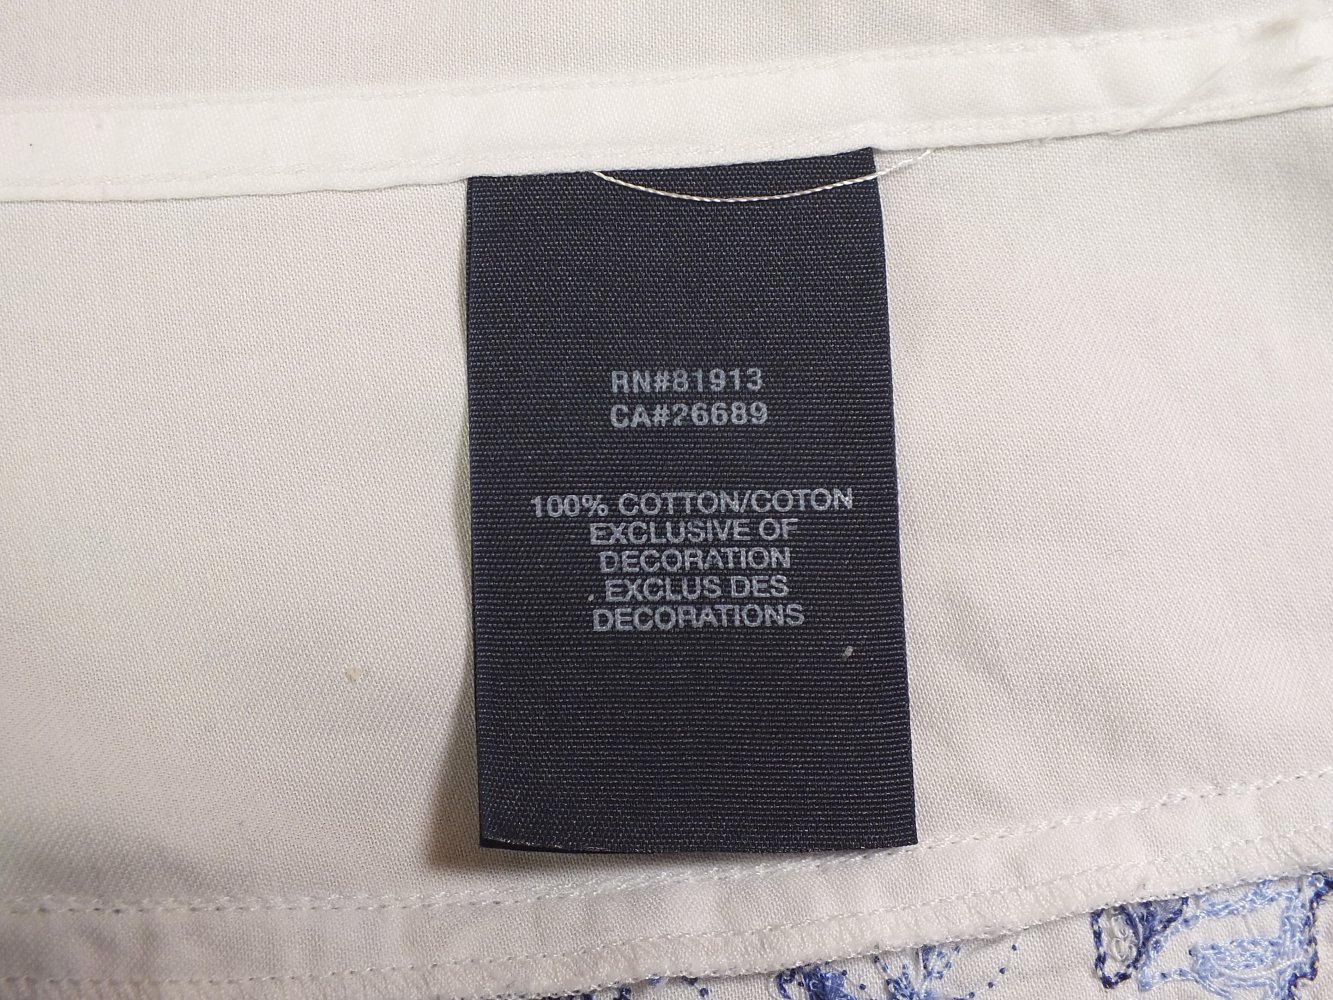 RN#81913
CA#26689
100% COTTON/COTON
EXCLUSIVE OF
DECORATION
EXCLUS DES
DECORATIONS